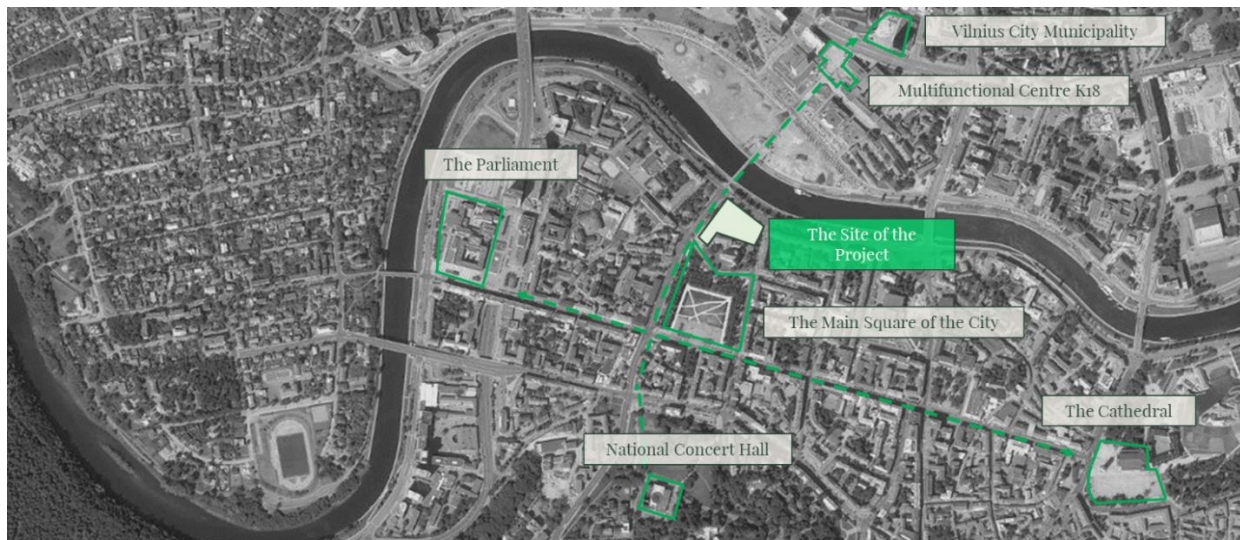 Vilnius City Municipality
Multifunctional Centre K18
The Parliament
The Site of the
Project
The Main Square of the City
The Cathedral
National Concert Hall